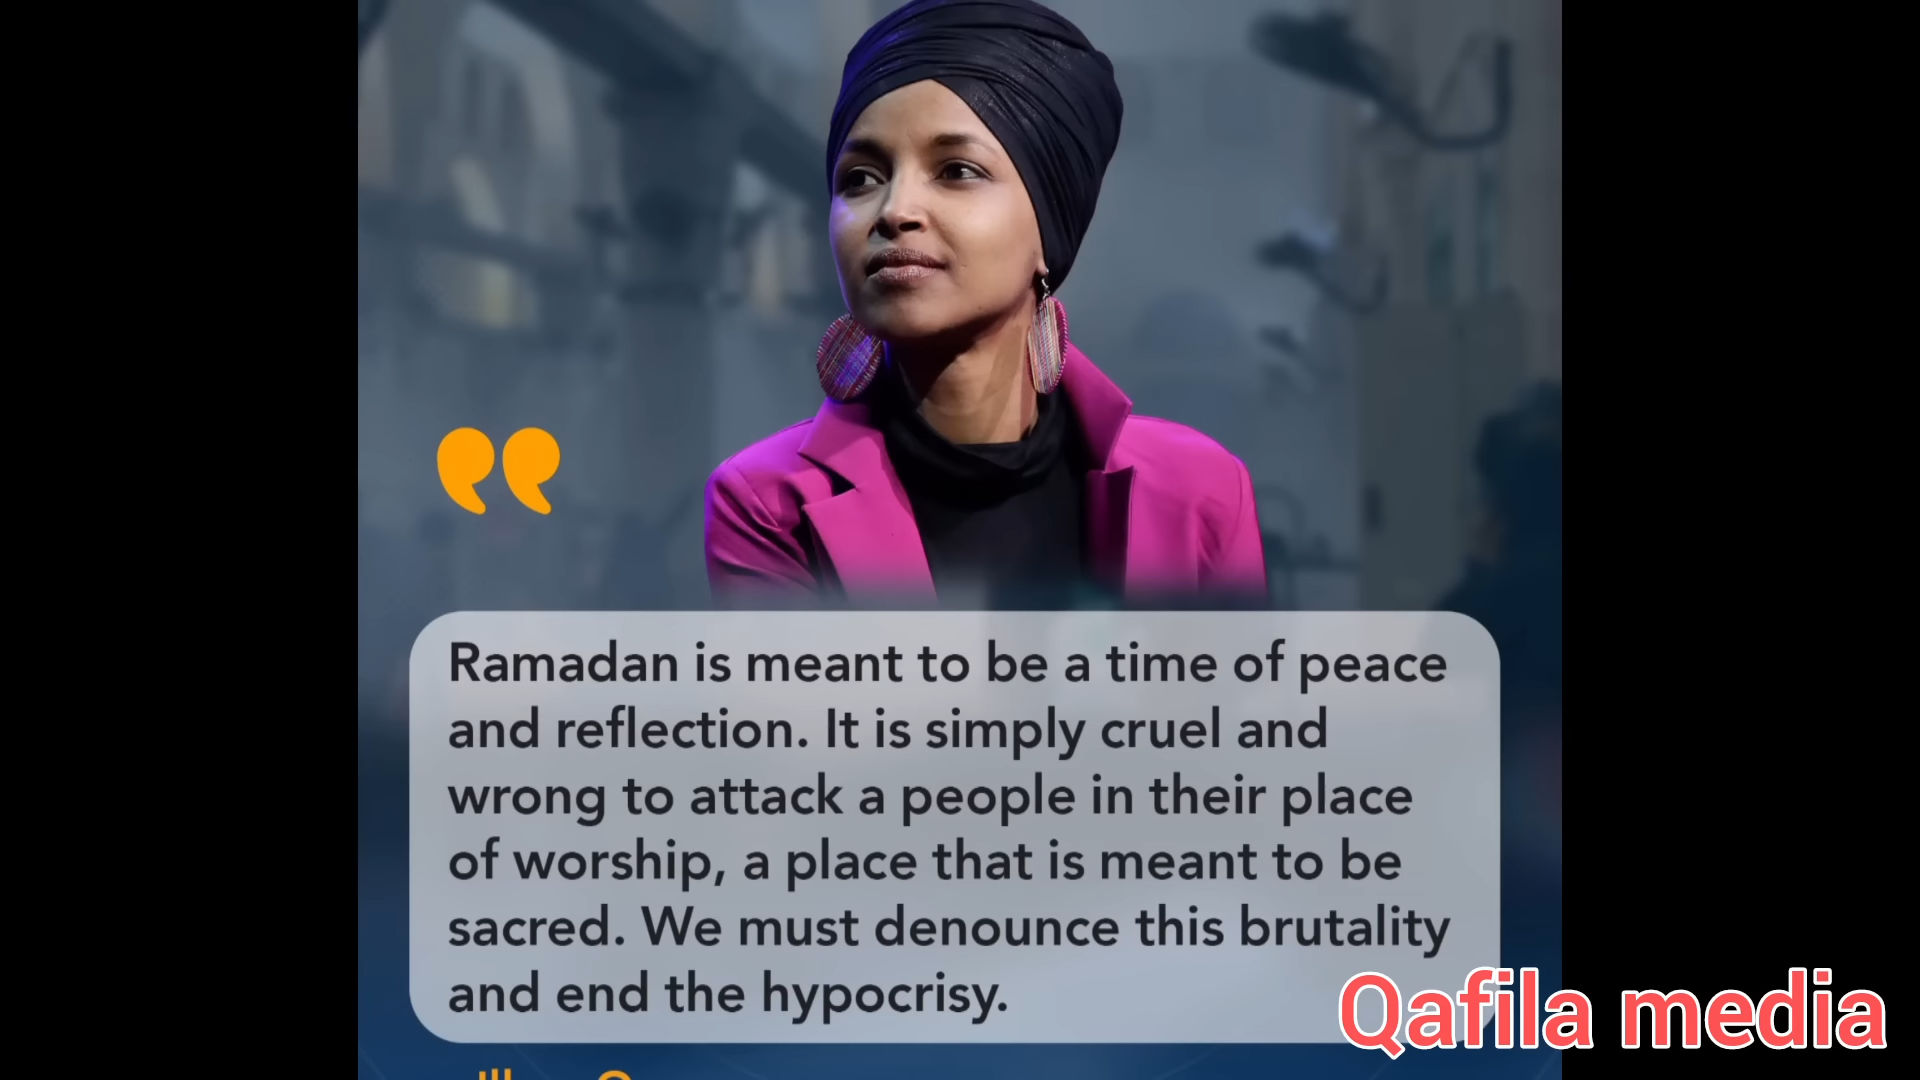 Ramadan is meant to be a time of peace
and reflection. It is simply cruel and
wrong to attack a people in their place
of worship, a place that is meant to be
sacred. We must denounce this brutality
and end the hypocrisy.
Qafila media